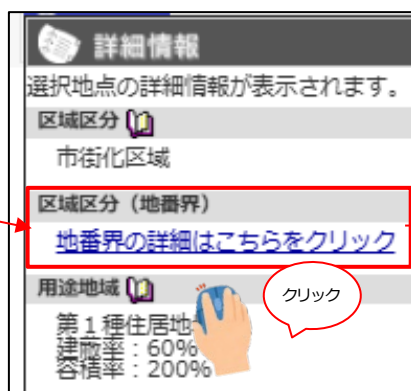 詳細情報
選択地点の詳細情報が表示されます。
区域区分
市街化区域
区域区分(地番界)
地番界の詳細はこちらをクリック
用途地域
クリック
第1種住居地
建蔽率:60%
容積率:200%